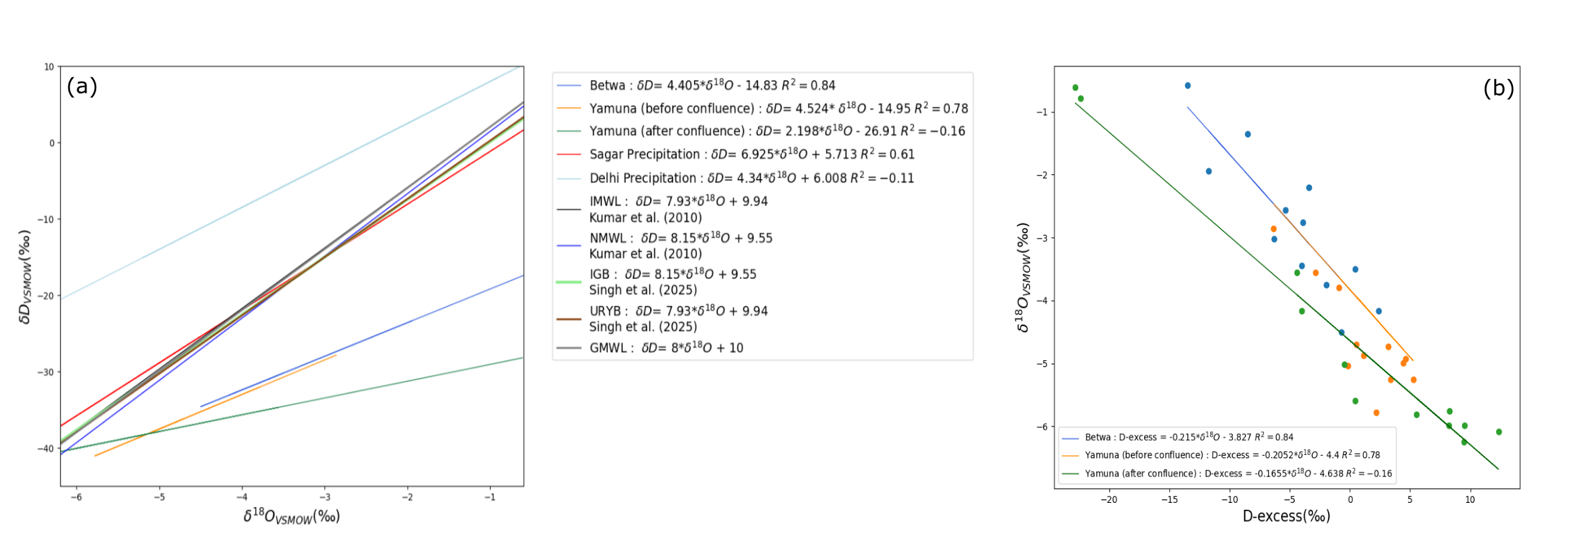 (a)
10
0
−10
−20
−30
−40
δD_VSMOW(‰)
−6 −5 −4 −3 −2 −1
δ¹⁸O_VSMOW(‰)
Betwa : δD= 4.405*δ¹⁸O - 14.83 R² = 0.84
Yamuna (before confluence) : δD= 4.524* δ¹⁸O - 14.95 R² = 0.78
Yamuna (after confluence) : δD= 2.198*δ¹⁸O - 26.91 R² = −0.16
Sagar Precipitation : δD= 6.925*δ¹⁸O + 5.713 R² = 0.61
Delhi Precipitation : δD= 4.34*δ¹⁸O + 6.008 R² = −0.11
IMWL : δD= 7.93*δ¹⁸O + 9.94
Kumar et al. (2010)
NMWL : δD= 8.15*δ¹⁸O + 9.55
Kumar et al. (2010)
IGB : δD= 8.15*δ¹⁸O + 9.55
Singh et al. (2025)
URYB : δD= 7.93*δ¹⁸O + 9.94
Singh et al. (2025)
GMWL : δD= 8*δ¹⁸O + 10
(b)
−1
−2
−3
−4
−5
−6
δ¹⁸O_VSMOW(‰)
Betwa : D-excess = -0.215*δ¹⁸O - 3.827 R² = 0.84
Yamuna (before confluence) : D-excess = -0.2052*δ¹⁸O - 4.4 R² = 0.78
Yamuna (after confluence) : D-excess = -0.1655*δ¹⁸O - 4.638 R² = −0.16
−20 −15 −10 −5 0 5 10
D-excess(‰)